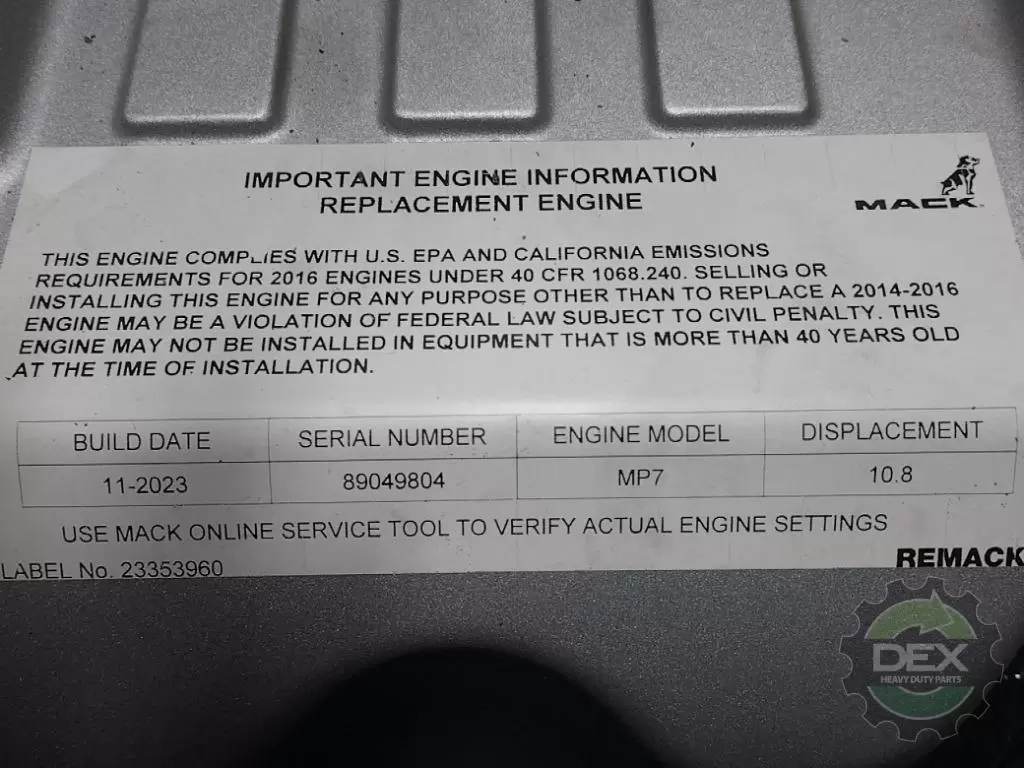 IMPORTANT ENGINE INFORMATION
REPLACEMENT ENGINE
MACK
THIS ENGINE COMPLIES WITH U.S. EPA AND CALIFORNIA EMISSIONS
REQUIREMENTS FOR 2016 ENGINES UNDER 40 CFR 1068.240. SELLING OR
INSTALLING THIS ENGINE FOR ANY PURPOSE OTHER THAN TO REPLACE A 2014-2016
ENGINE MAY BE A VIOLATION OF FEDERAL LAW SUBJECT TO CIVIL PENALTY. THIS
ENGINE MAY NOT BE INSTALLED IN EQUIPMENT THAT IS MORE THAN 40 YEARS OLD
AT THE TIME OF INSTALLATION.
BUILD DATE SERIAL NUMBER ENGINE MODEL DISPLACEMENT
11-2023 89049804 MP7 10.8
USE MACK ONLINE SERVICE TOOL TO VERIFY ACTUAL ENGINE SETTINGS
LABEL No. 23353960
REMACK
DEX
HEAVY DUTY PARTS